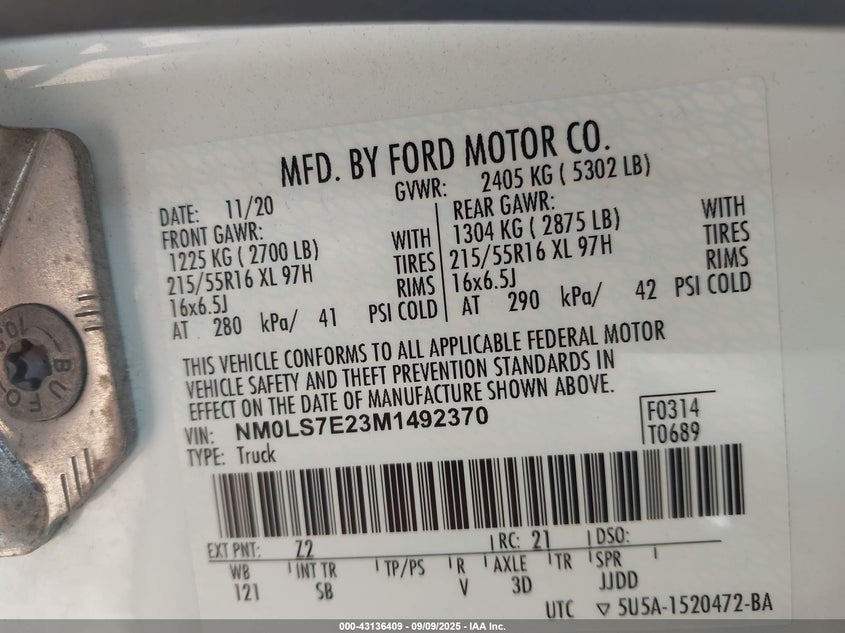 MFD. BY FORD MOTOR CO.
DATE: 11/20
GVWR: 2405 KG ( 5302 LB)
FRONT GAWR:
1225 KG ( 2700 LB) WITH
215/55R16 XL 97H TIRES
16x6.5J RIMS
AT 280 kPa/ 41 PSI COLD
REAR GAWR:
1304 KG ( 2875 LB) WITH
215/55R16 XL 97H TIRES
16x6.5J RIMS
AT 290 kPa/ 42 PSI COLD
THIS VEHICLE CONFORMS TO ALL APPLICABLE FEDERAL MOTOR
VEHICLE SAFETY AND THEFT PREVENTION STANDARDS IN
EFFECT ON THE DATE OF MANUFACTURE SHOWN ABOVE.
VIN: NM0LS7E23M1492370
TYPE: Truck
F0314
T0689
EXT PNT: Z2 RC: 21 DSO:
WB INT TR TP/PS R AXLE TR SPR
121 SB V 3D JJDD
UTC ▽ 5U5A-1520472-BA
BUFO
000-43136409 - 09/09/2025 - IAA Inc.